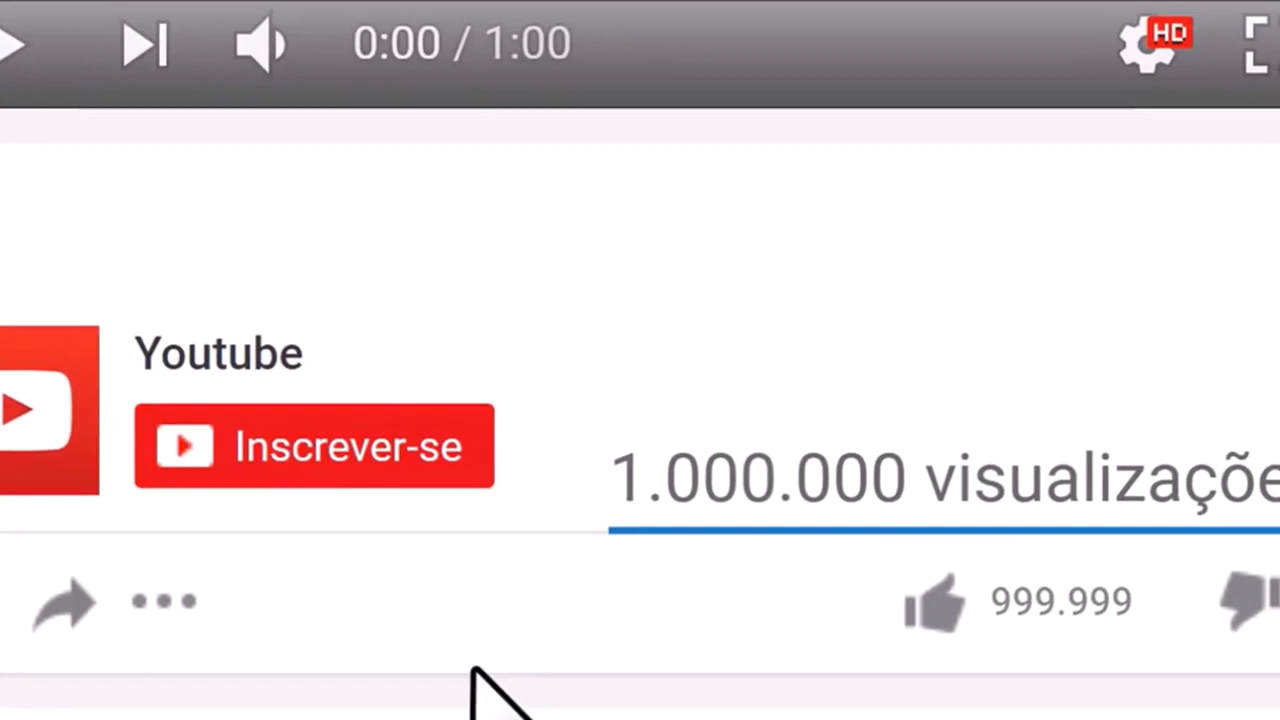 0:00 / 1:00
HD
Youtube
Inscrever-se
1.000.000 visualizaçõe
999.999